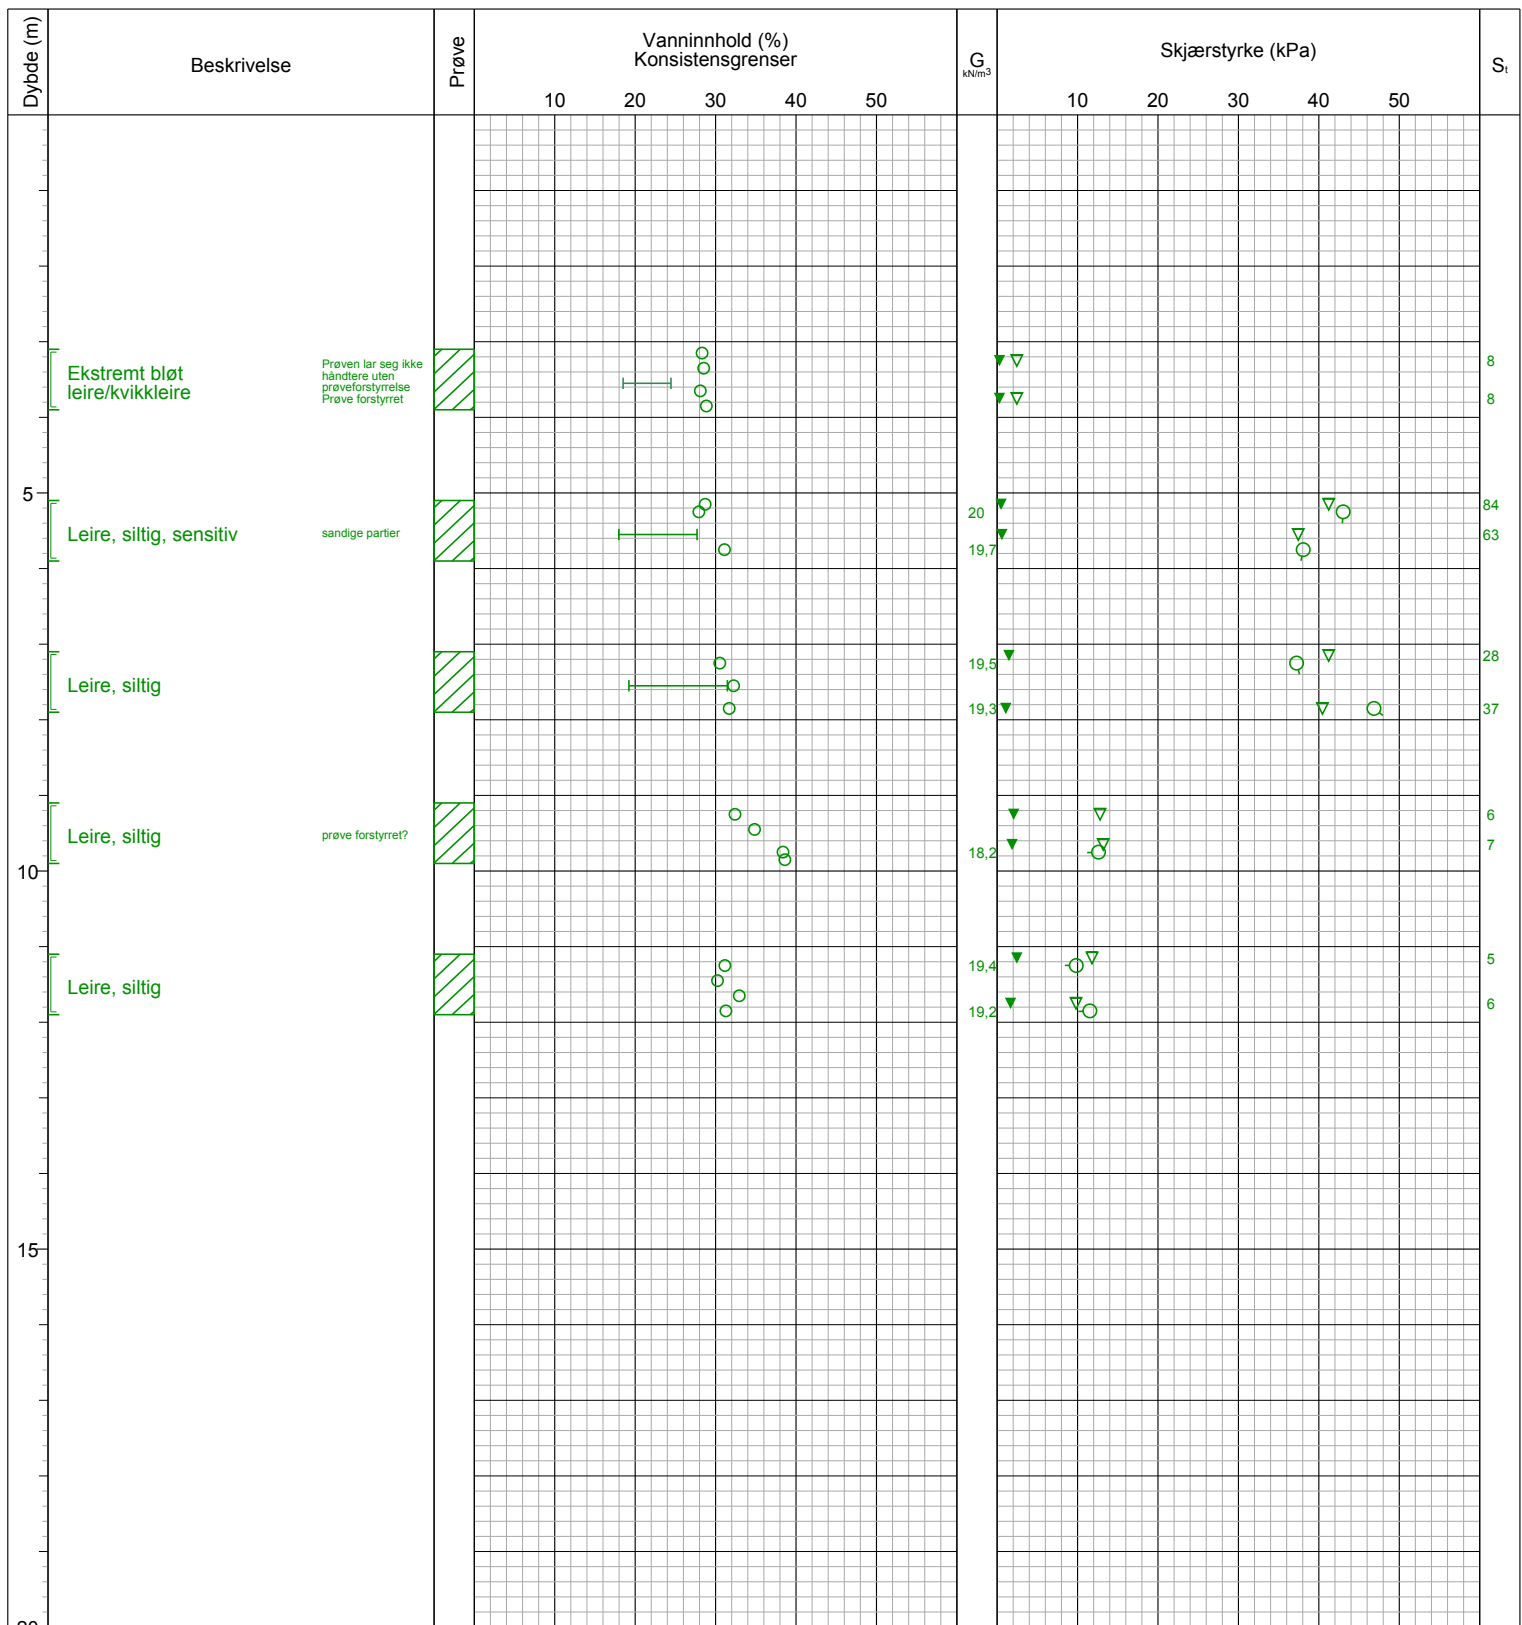 Dybde (m)
Beskrivelse
Prøve
Vanninnhold (%)
Konsistensgrenser
10 20 30 40 50
G
kN/m3
Skjærstyrke (kPa)
10 20 30 40 50
St
Ekstremt bløt
leire/kvikkleire
Prøven lar seg ikke
håndtere uten
prøveforstyrrelse
Prøve forstyrret
8
8
5
Leire, siltig, sensitiv
sandige partier
20
19,7
84
63
Leire, siltig
19,5
19,3
28
37
Leire, siltig
prøve forstyrret?
18,2
6
7
10
Leire, siltig
19,4
19,2
5
6
15